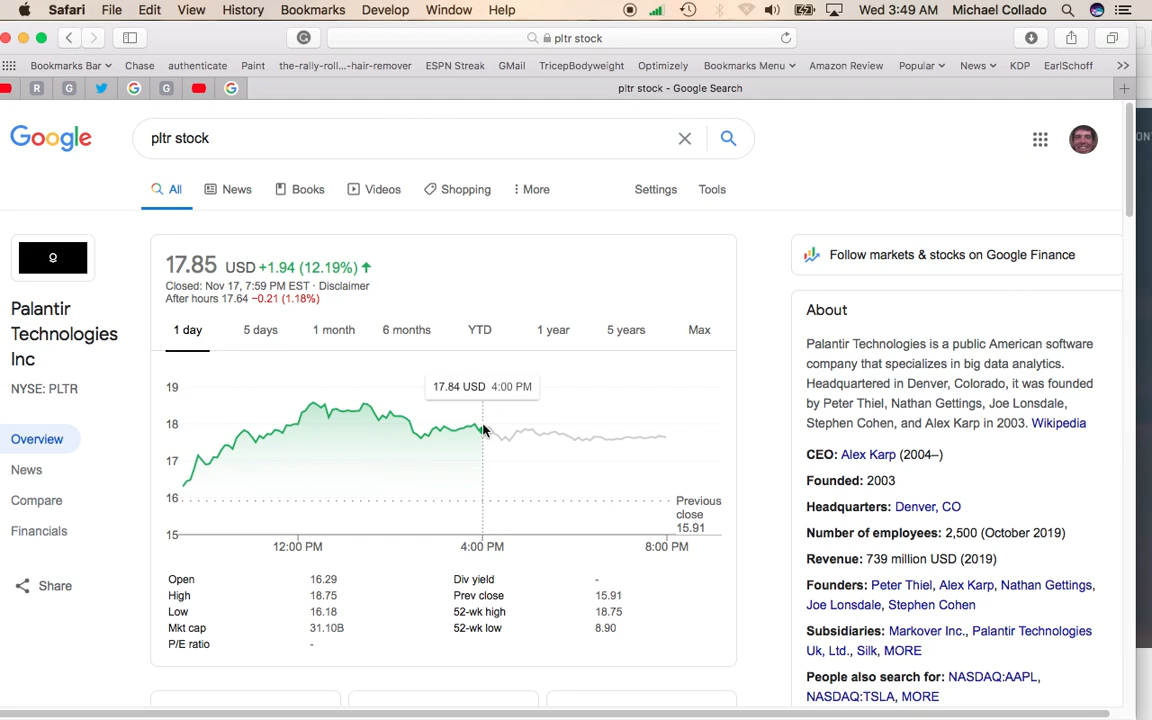 Safari File Edit View History Bookmarks Develop Window Help Wed 3:49 AM Michael Collado
pltr stock
Bookmarks Bar Chase authenticate Paint the-rally-roll...-hair-remover ESPN Streak GMail TricepBodyweight Optimizely Bookmarks Menu Amazon Review Popular News KDP EarlSchoff
R G G G G pltr stock - Google Search
Google pltr stock
All News Books Videos Shopping More Settings Tools
Palantir
Technologies
Inc
NYSE: PLTR
Overview
News
Compare
Financials
Share
17.85 USD +1.94 (12.19%)
Closed: Nov 17, 7:59 PM EST · Disclaimer
After hours 17.64 −0.21 (1.18%)
1 day 5 days 1 month 6 months YTD 1 year 5 years Max
17.84 USD 4:00 PM
19
18
17
16
15
Previous
close
15.91
12:00 PM 4:00 PM 8:00 PM
Open 16.29 Div yield -
High 18.75 Prev close 15.91
Low 16.18 52-wk high 18.75
Mkt cap 31.10B 52-wk low 8.90
P/E ratio -
Follow markets & stocks on Google Finance
About
Palantir Technologies is a public American software
company that specializes in big data analytics.
Headquartered in Denver, Colorado, it was founded
by Peter Thiel, Nathan Gettings, Joe Lonsdale,
Stephen Cohen, and Alex Karp in 2003. Wikipedia
CEO: Alex Karp (2004–)
Founded: 2003
Headquarters: Denver, CO
Number of employees: 2,500 (October 2019)
Revenue: 739 million USD (2019)
Founders: Peter Thiel, Alex Karp, Nathan Gettings,
Joe Lonsdale, Stephen Cohen
Subsidiaries: Markover Inc., Palantir Technologies
Uk, Ltd., Silk, MORE
People also search for: NASDAQ:AAPL,
NASDAQ:TSLA, MORE